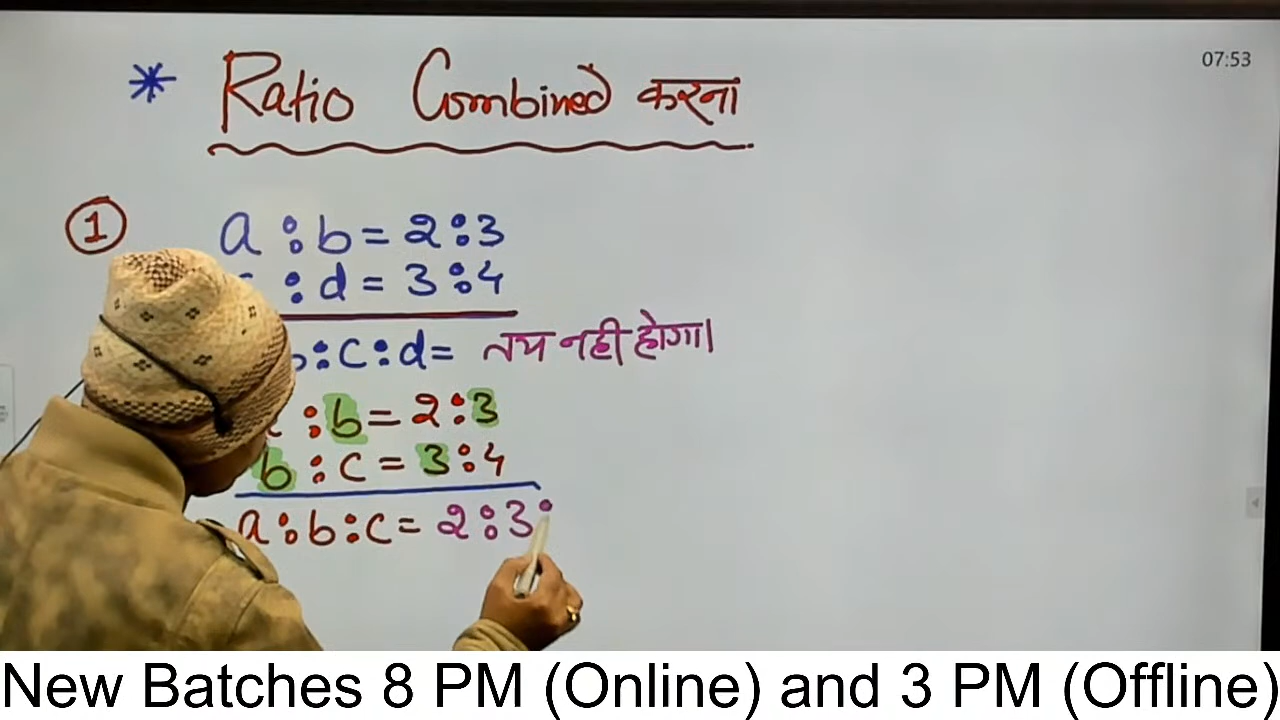 07:53
* Ratio Combined करना
1 a : b = 2 : 3
: d = 3 : 4
: c : d = तय नही होगा।
: b = 2 : 3
b : c = 3 : 4
a : b : c = 2 : 3 :
New Batches 8 PM (Online) and 3 PM (Offline)